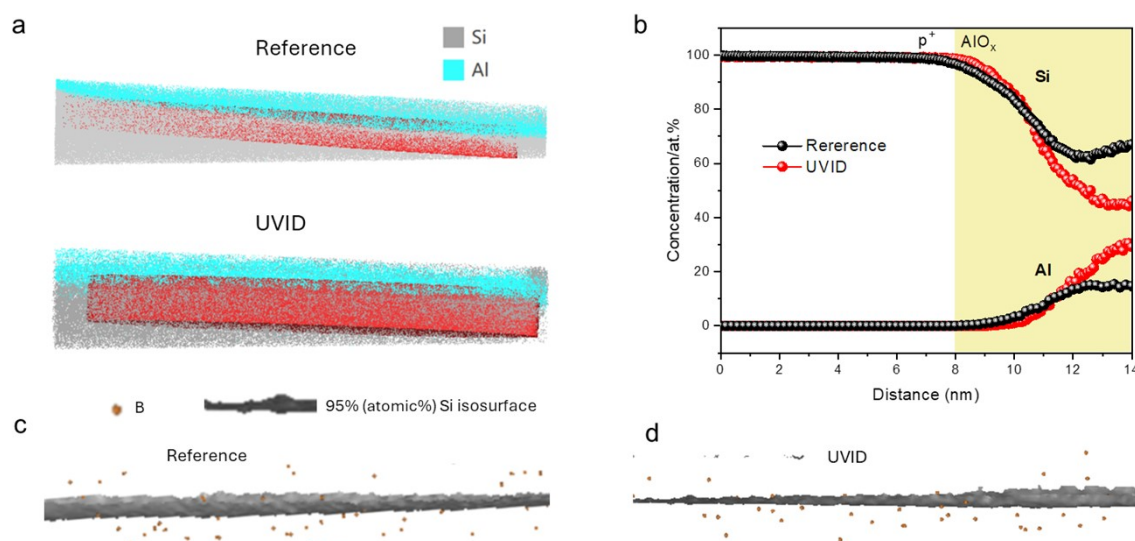 a
Reference
Si
Al
UVID
B
95% (atomic%) Si isosurface
b
p⁺
AlOₓ
100
80
60
40
20
0
Concentration/at.%
Si
Rererence
UVID
Al
0 2 4 6 8 10 12 14
Distance (nm)
c
Reference
d
UVID